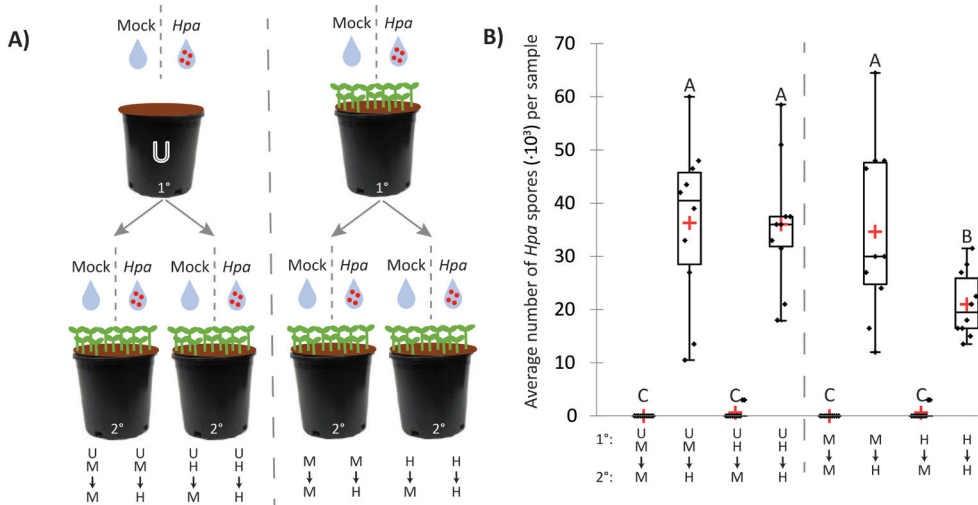 A)
Mock Hpa
Mock Hpa
U
1°
1°
Mock Hpa Mock Hpa Mock Hpa Mock Hpa
2° 2° 2° 2°
U U U U M M H H
M M H H
M H M H M H M H
B)
Average number of Hpa spores (·10³) per sample
70
60
50
40
30
20
10
0
A A A B
C C C C
1°: U U U U M M H H
M M H H
2°: M H M H M H M H